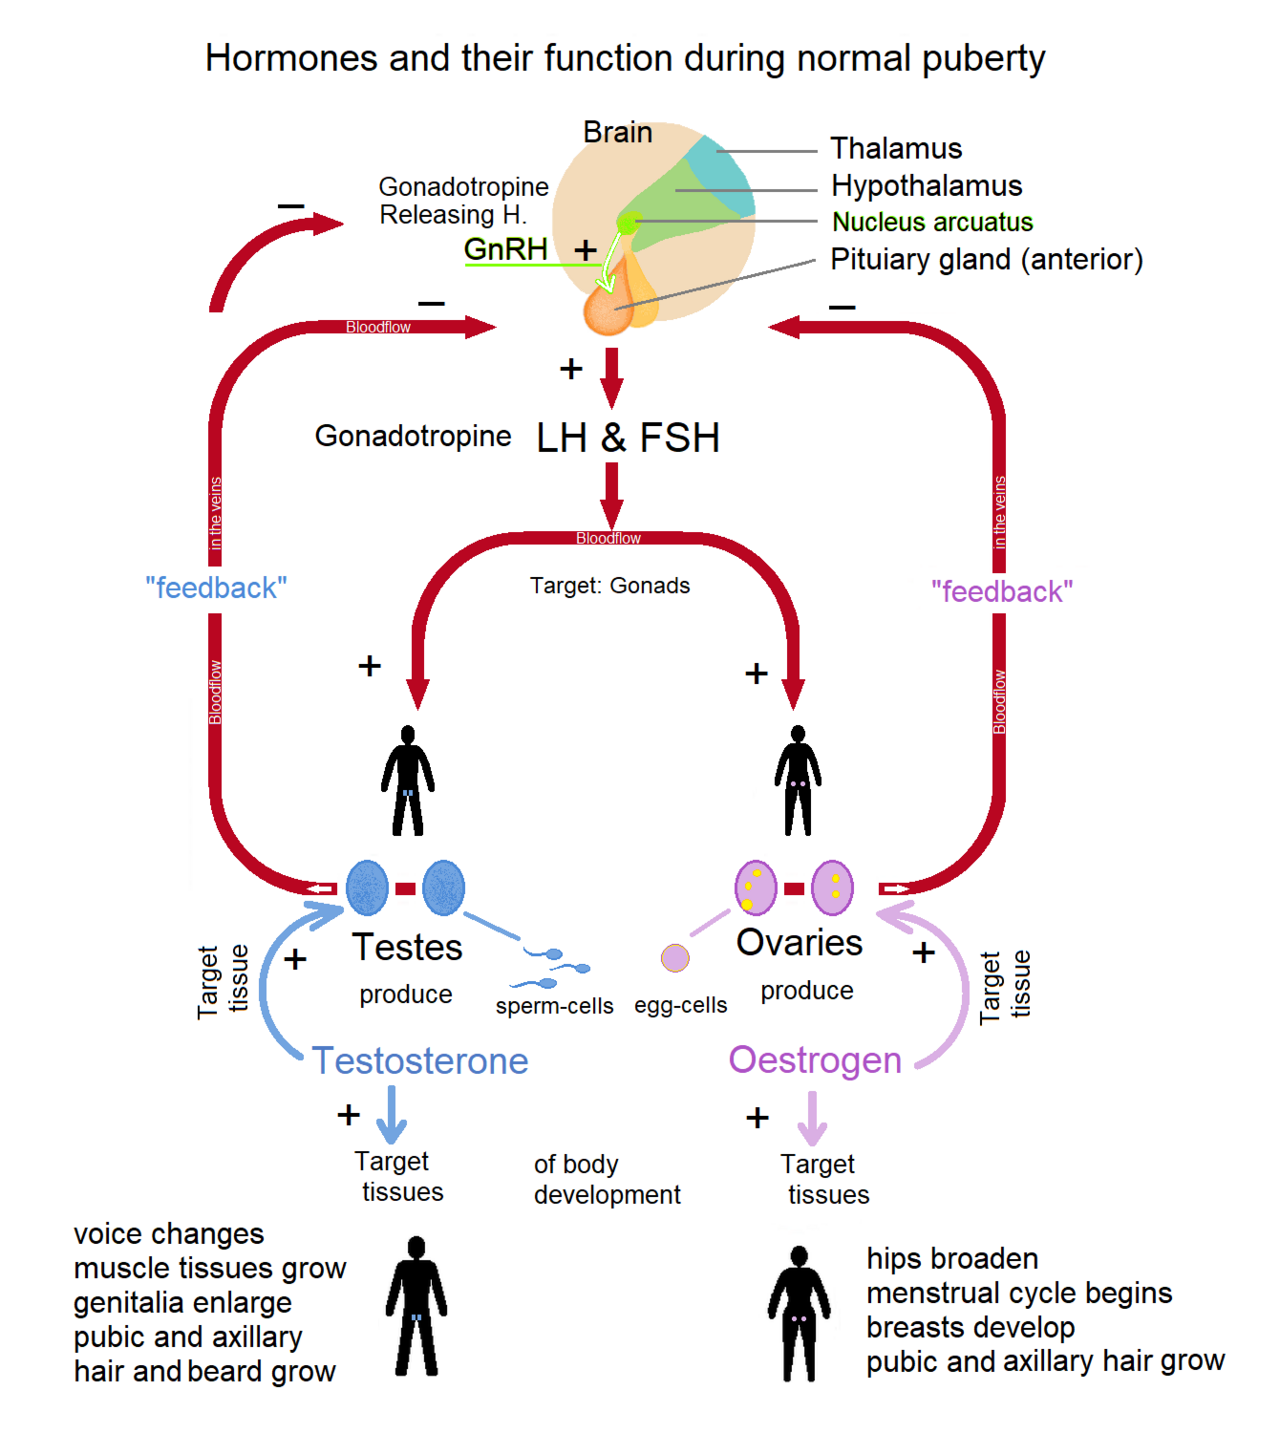 Hormones and their function during normal puberty
Brain
Thalamus
Hypothalamus
Nucleus arcuatus
Pituiary gland (anterior)
Gonadotropine
Releasing H.
GnRH
+
−
−
Bloodflow
−
+
Gonadotropine LH & FSH
in the veins
in the veins
Bloodflow
Target: Gonads
"feedback"
"feedback"
+
+
Bloodflow
Bloodflow
Testes
produce
sperm-cells
egg-cells
Ovaries
produce
Target
tissue
+
+
Target
tissue
Testosterone
Oestrogen
+
+
Target
tissues
of body
development
Target
tissues
voice changes
muscle tissues grow
genitalia enlarge
pubic and axillary
hair and beard grow
hips broaden
menstrual cycle begins
breasts develop
pubic and axillary hair grow